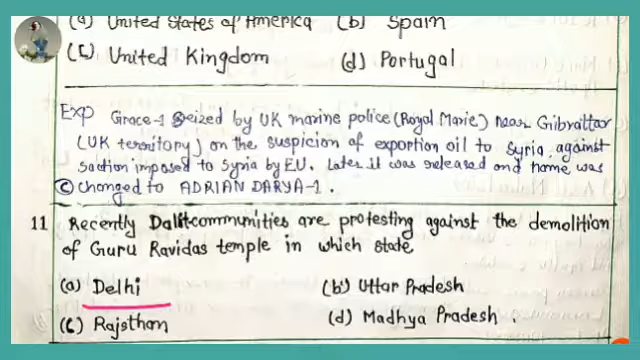 (a) United States of America (b) Spain
(c) United Kingdom (d) Portugal
Exp Grace-1 Seized by UK marine police (Royal Marie) near Gibraltar
(UK territory) on the suspicion of exportion oil to Syria against
Saction imposed to Syria by EU. Later it was released and name was
(c) changed to ADRIAN DARYA-1.
11 Recently Dalit communities are protesting against the demolition
of Guru Ravidas temple in which state
(a) Delhi (b) Uttar Pradesh
(c) Rajsthan (d) Madhya Pradesh.